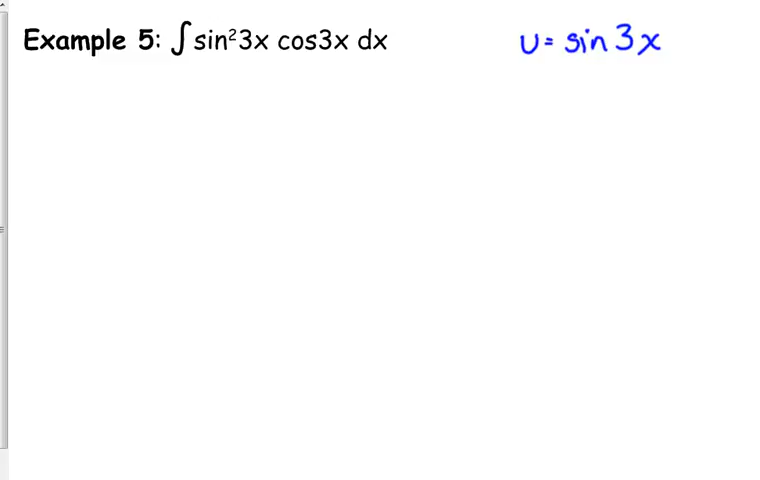 Example 5: ∫ sin²3x cos3x dx u = sin 3x